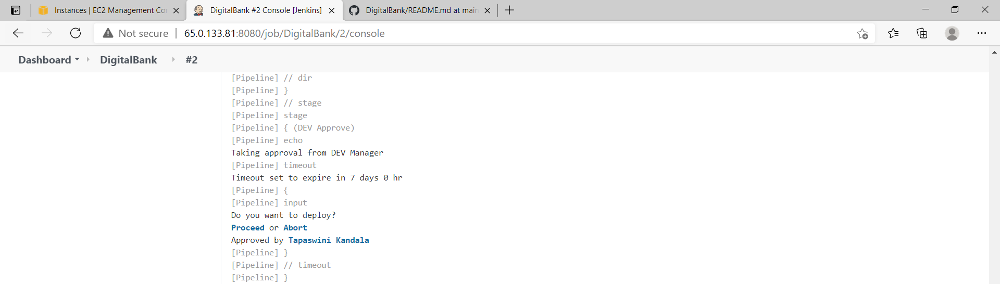 Instances | EC2 Management Co
DigitalBank #2 Console [Jenkins]
DigitalBank/README.md at main
Not secure | 65.0.133.81:8080/job/DigitalBank/2/console
Dashboard DigitalBank #2
[Pipeline] // dir
[Pipeline] }
[Pipeline] // stage
[Pipeline] stage
[Pipeline] { (DEV Approve)
[Pipeline] echo
Taking approval from DEV Manager
[Pipeline] timeout
Timeout set to expire in 7 days 0 hr
[Pipeline] {
[Pipeline] input
Do you want to deploy?
Proceed or Abort
Approved by Tapaswini Kandala
[Pipeline] }
[Pipeline] // timeout
[Pipeline] }